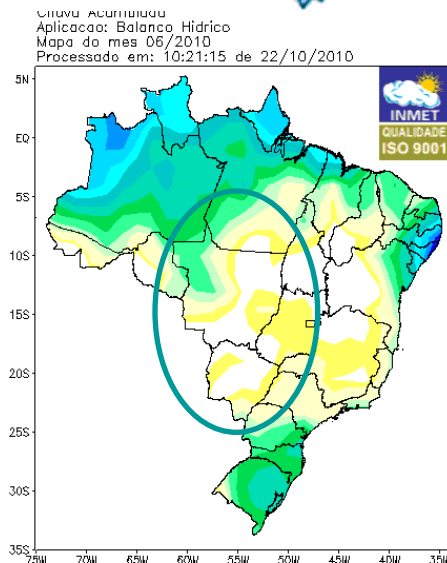 Chuva Acumulada
Aplicacao: Balanco Hidrico
Mapa do mes 06/2010
Processado em: 10:21:15 de 22/10/2010
INMET
QUALIDADE
ISO 9001
5N
EQ
5S
10S
15S
20S
25S
30S
35S
75W 70W 65W 60W 55W 50W 45W 40W 35W